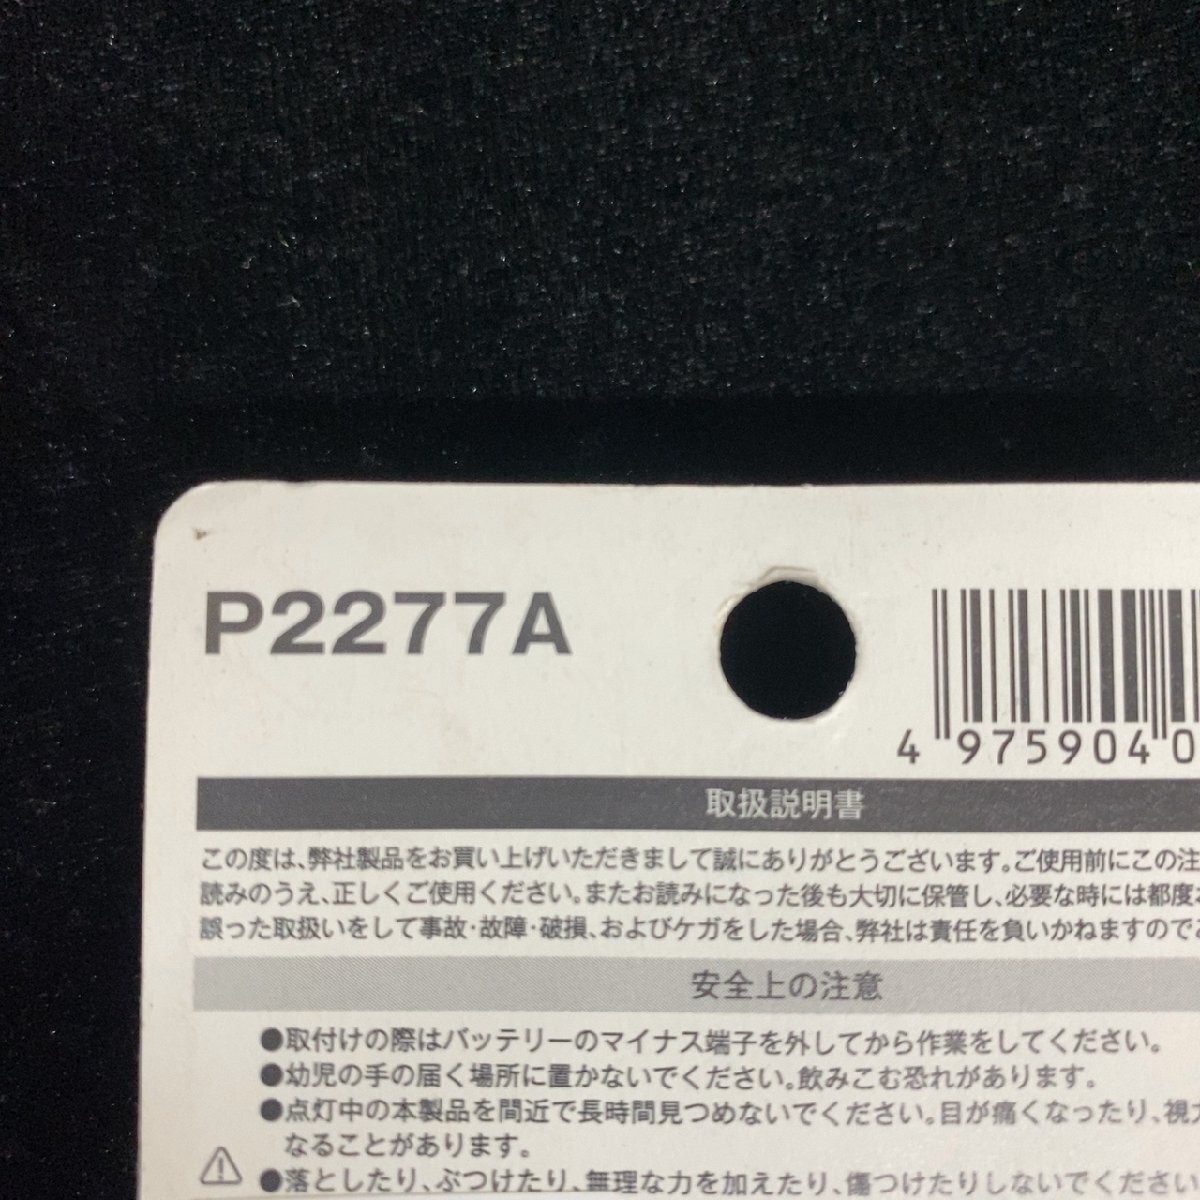 P2277A
4 975904 0
取扱説明書
この度は、弊社製品をお買い上げいただきまして誠にありがとうございます。ご使用前にこの注
読みのうえ、正しくご使用ください。またお読みになった後も大切に保管し、必要な時には都度お
誤った取扱いをして事故・故障・破損、およびケガをした場合、弊社は責任を負いかねますのでご
安全上の注意
●取付けの際はバッテリーのマイナス端子を外してから作業をしてください。
●幼児の手の届く場所に置かないでください。飲みこむ恐れがあります。
●点灯中の本製品を間近で長時間見つめないでください。目が痛くなったり、視
なることがあります。
●落としたり、ぶつけたり、無理な力を加えたり、傷つけたりしないでください